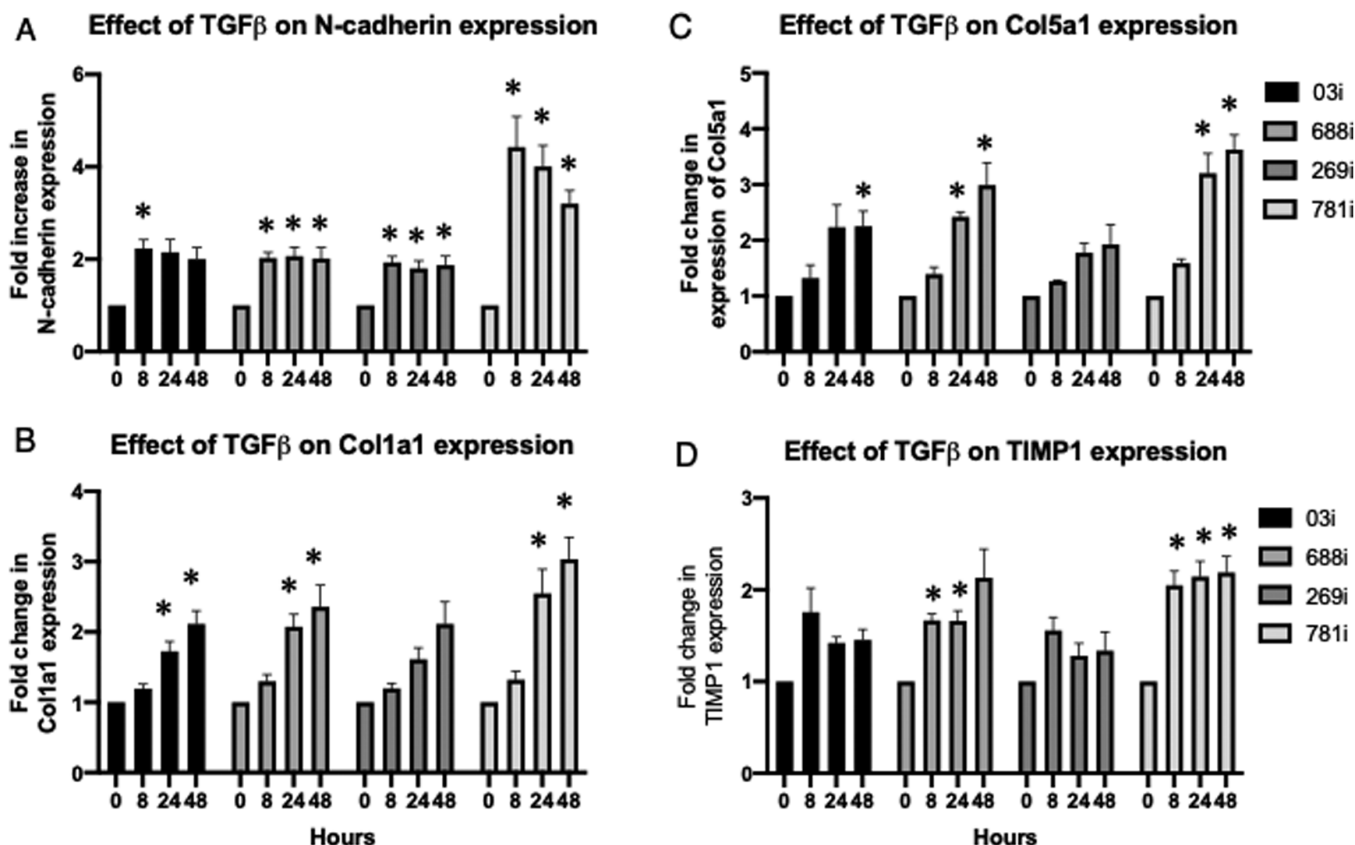 A
Effect of TGFβ on N-cadherin expression
Fold increase in
N-cadherin expression
6
4
2
0
* * * * * * * * * *
0 8 24 48 0 8 24 48 0 8 24 48 0 8 24 48
B
Effect of TGFβ on Col1a1 expression
Fold change in
Col1a1 expression
4
3
2
1
0
* * * * * *
0 8 24 48 0 8 24 48 0 8 24 48 0 8 24 48
Hours
C
Effect of TGFβ on Col5a1 expression
Fold change in
expression of Col5a1
5
4
3
2
1
0
* * * * *
0 8 24 48 0 8 24 48 0 8 24 48 0 8 24 48
03i
688i
269i
781i
D
Effect of TGFβ on TIMP1 expression
Fold change in
TIMP1 expression
3
2
1
0
* * * * *
0 8 24 48 0 8 24 48 0 8 24 48 0 8 24 48
Hours
03i
688i
269i
781i